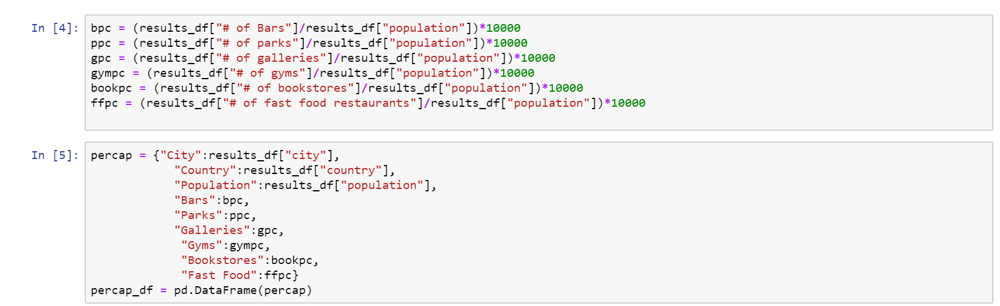 In [4]: bpc = (results_df["# of Bars"]/results_df["population"])*10000
ppc = (results_df["# of parks"]/results_df["population"])*10000
gpc = (results_df["# of galleries"]/results_df["population"])*10000
gympc = (results_df["# of gyms"]/results_df["population"])*10000
bookpc = (results_df["# of bookstores"]/results_df["population"])*10000
ffpc = (results_df["# of fast food restaurants"]/results_df["population"])*10000
In [5]: percap = {"City":results_df["city"],
"Country":results_df["country"],
"Population":results_df["population"],
"Bars":bpc,
"Parks":ppc,
"Galleries":gpc,
"Gyms":gympc,
"Bookstores":bookpc,
"Fast Food":ffpc}
percap_df = pd.DataFrame(percap)